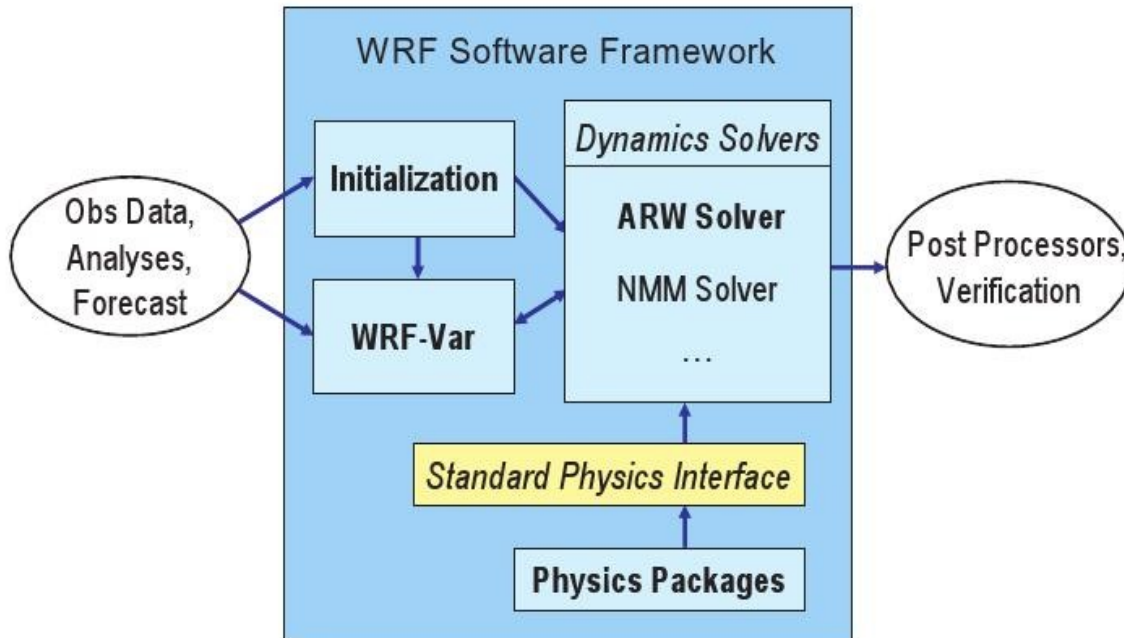 WRF Software Framework
Obs Data,
Analyses,
Forecast
Initialization
WRF-Var
Dynamics Solvers
ARW Solver
NMM Solver
...
Standard Physics Interface
Physics Packages
Post Processors,
Verification